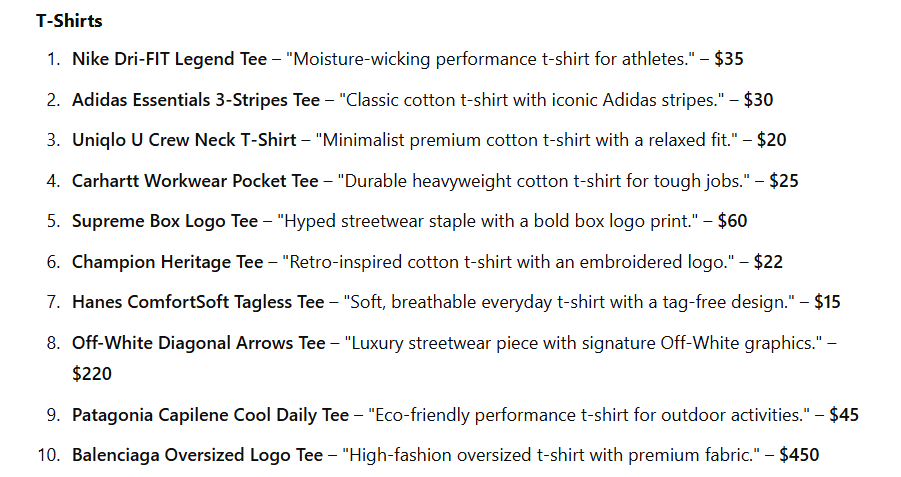 T-Shirts
1. Nike Dri-FIT Legend Tee – "Moisture-wicking performance t-shirt for athletes." – $35
2. Adidas Essentials 3-Stripes Tee – "Classic cotton t-shirt with iconic Adidas stripes." – $30
3. Uniqlo U Crew Neck T-Shirt – "Minimalist premium cotton t-shirt with a relaxed fit." – $20
4. Carhartt Workwear Pocket Tee – "Durable heavyweight cotton t-shirt for tough jobs." – $25
5. Supreme Box Logo Tee – "Hyped streetwear staple with a bold box logo print." – $60
6. Champion Heritage Tee – "Retro-inspired cotton t-shirt with an embroidered logo." – $22
7. Hanes ComfortSoft Tagless Tee – "Soft, breathable everyday t-shirt with a tag-free design." – $15
8. Off-White Diagonal Arrows Tee – "Luxury streetwear piece with signature Off-White graphics." –
$220
9. Patagonia Capilene Cool Daily Tee – "Eco-friendly performance t-shirt for outdoor activities." – $45
10. Balenciaga Oversized Logo Tee – "High-fashion oversized t-shirt with premium fabric." – $450